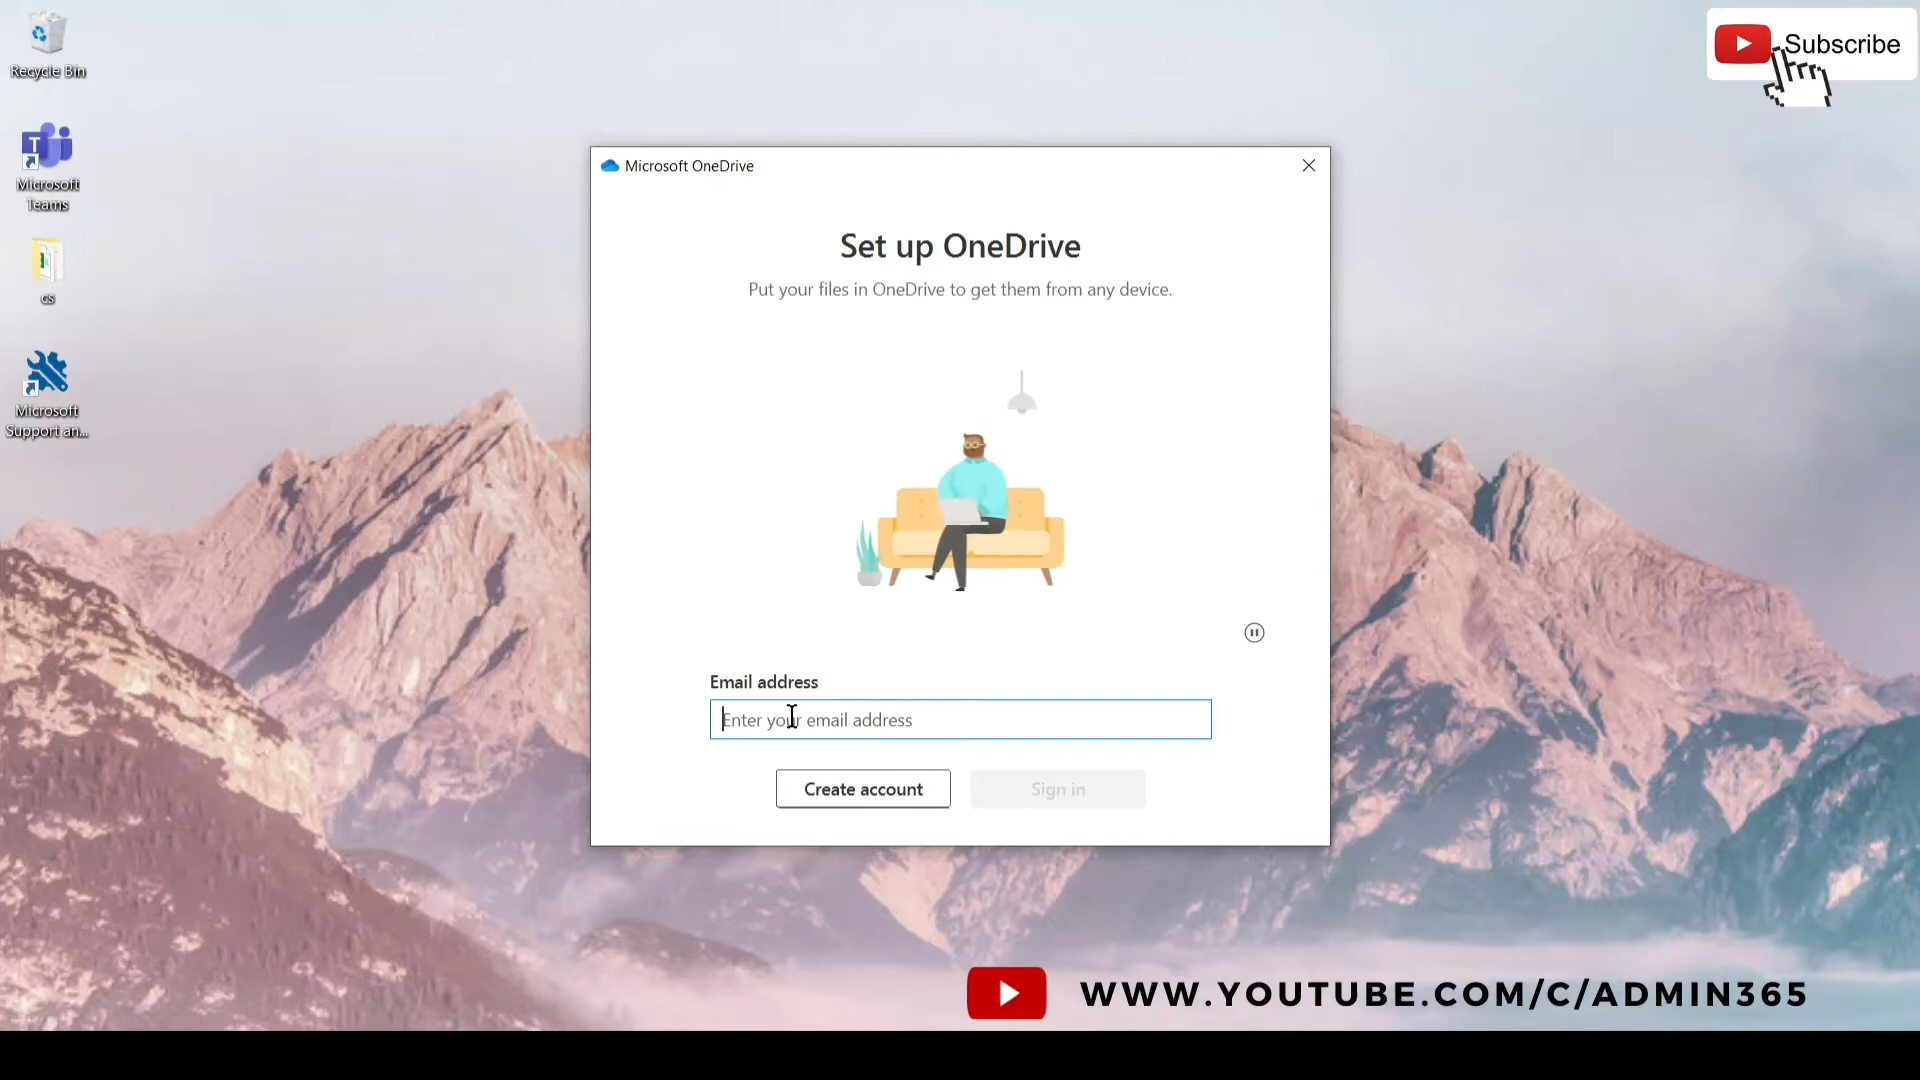 Recycle Bin
Microsoft
Teams
cs
Microsoft
Support an...
Subscribe
Microsoft OneDrive
Set up OneDrive
Put your files in OneDrive to get them from any device.
Email address
Enter your email address
Create account
Sign in
WWW.YOUTUBE.COM/C/ADMIN365